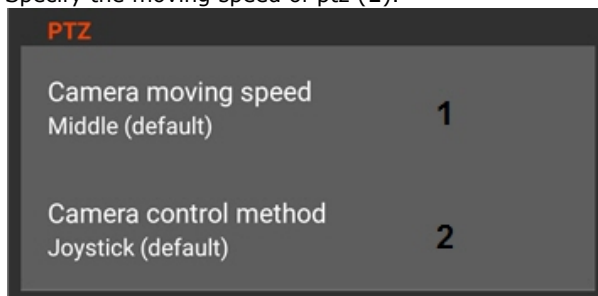 Specify the moving speed of ptz (1).
PTZ
Camera moving speed
1
Middle (default)
Camera control method
2
Joystick (default)